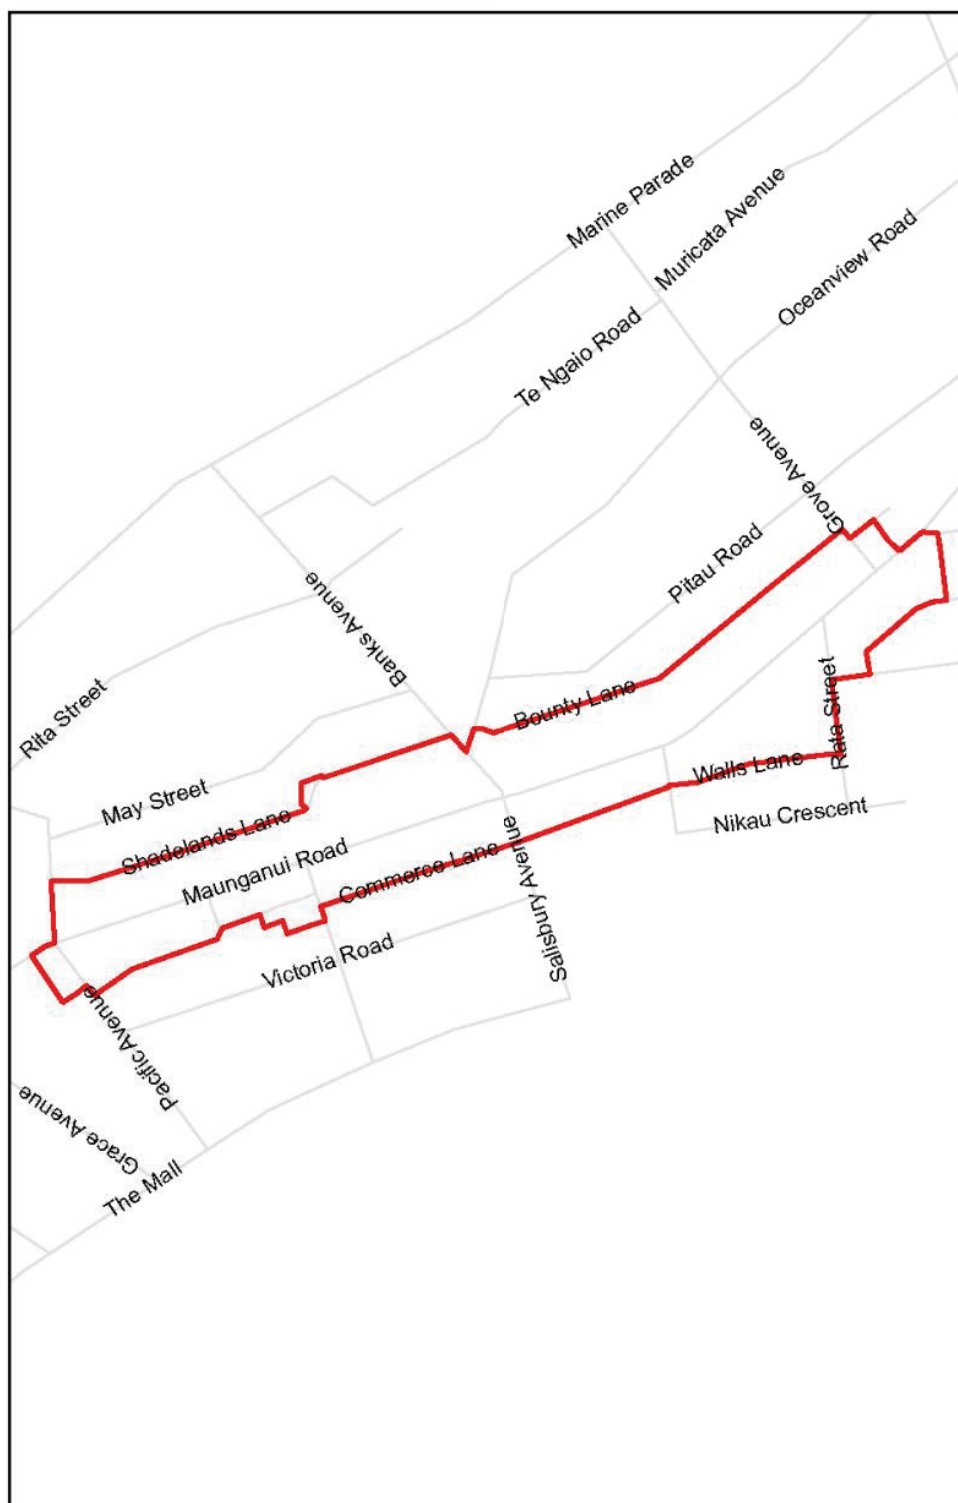 Marine Parade
Muricata Avenue
Oceanview Road
Te Ngaio Road
Grove Avenue
Pitau Road
Banks Avenue
Rita Street
Bounty Lane
Rata Street
May Street
Walls Lane
Shadelands Lane
Nikau Crescent
Maunganui Road
Commerce Lane
Salisbury Avenue
Victoria Road
Pacific Avenue
Grace Avenue
The Mall